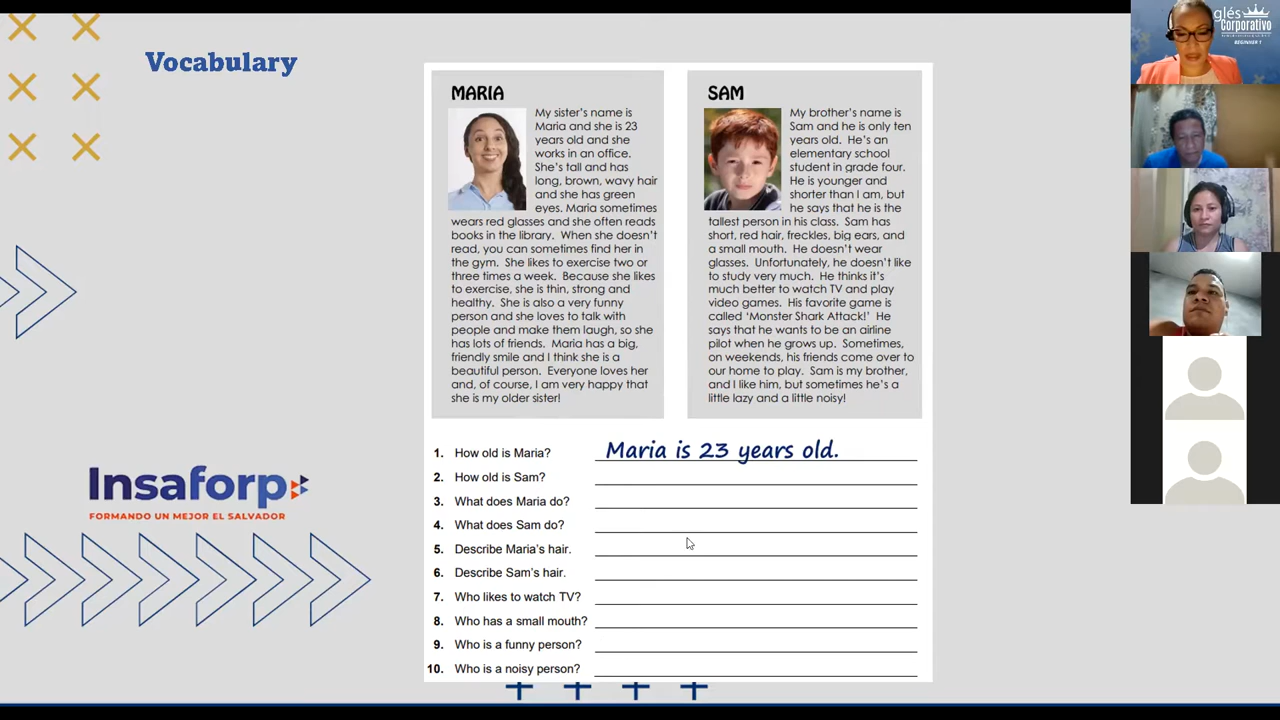 Vocabulary
MARIA
My sister's name is
Maria and she is 23
years old and she
works in an office.
She's tall and has
long, brown, wavy hair
and she has green
eyes. Maria sometimes
wears red glasses and she often reads
books in the library. When she doesn't
read, you can sometimes find her in
the gym. She likes to exercise two or
three times a week. Because she likes
to exercise, she is thin, strong and
healthy. She is also a very funny
person and she loves to talk with
people and make them laugh, so she
has lots of friends. Maria has a big,
friendly smile and I think she is a
beautiful person. Everyone loves her
and, of course, I am very happy that
she is my older sister!
SAM
My brother's name is
Sam and he is only ten
years old. He's an
elementary school
student in grade four.
He is younger and
shorter than I am, but
he says that he is the
tallest person in his class. Sam has
short, red hair, freckles, big ears, and
a small mouth. He doesn't wear
glasses. Unfortunately, he doesn't like
to study very much. He thinks it's
much better to watch TV and play
video games. His favorite game is
called 'Monster Shark Attack!' He
says that he wants to be an airline
pilot when he grows up. Sometimes,
on weekends, his friends come over to
our home to play. Sam is my brother,
and I like him, but sometimes he's a
little lazy and a little noisy!
1. How old is Maria? Maria is 23 years old.
2. How old is Sam?
3. What does Maria do?
4. What does Sam do?
5. Describe Maria's hair.
6. Describe Sam's hair.
7. Who likes to watch TV?
8. Who has a small mouth?
9. Who is a funny person?
10. Who is a noisy person?
Insaforp
FORMANDO UN MEJOR EL SALVADOR
glés
Corporativo
BEGINNER 1